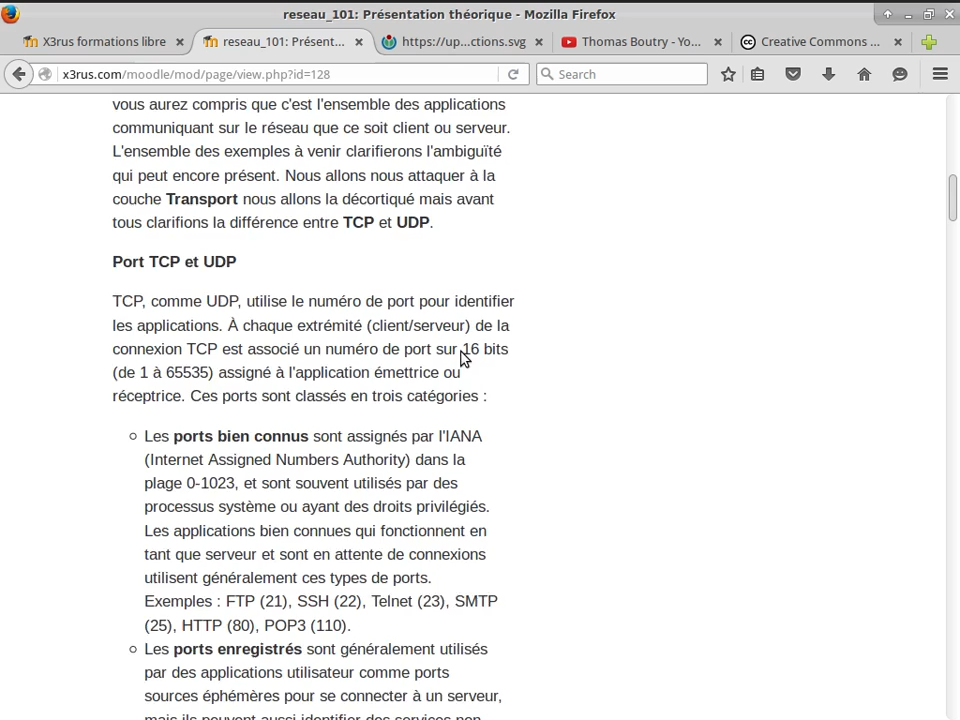 reseau_101: Présentation théorique - Mozilla Firefox
X3rus formations libre
reseau_101: Présent...
https://up...ctions.svg
Thomas Boutry - Yo...
Creative Commons ...
x3rus.com/moodle/mod/page/view.php?id=128
Search
vous aurez compris que c'est l'ensemble des applications
communiquant sur le réseau que ce soit client ou serveur.
L'ensemble des exemples à venir clarifierons l'ambiguïté
qui peut encore présent. Nous allons nous attaquer à la
couche Transport nous allons la décortiqué mais avant
tous clarifions la différence entre TCP et UDP.
Port TCP et UDP
TCP, comme UDP, utilise le numéro de port pour identifier
les applications. À chaque extrémité (client/serveur) de la
connexion TCP est associé un numéro de port sur 16 bits
(de 1 à 65535) assigné à l'application émettrice ou
réceptrice. Ces ports sont classés en trois catégories :
Les ports bien connus sont assignés par l'IANA
(Internet Assigned Numbers Authority) dans la
plage 0-1023, et sont souvent utilisés par des
processus système ou ayant des droits privilégiés.
Les applications bien connues qui fonctionnent en
tant que serveur et sont en attente de connexions
utilisent généralement ces types de ports.
Exemples : FTP (21), SSH (22), Telnet (23), SMTP
(25), HTTP (80), POP3 (110).
Les ports enregistrés sont généralement utilisés
par des applications utilisateur comme ports
sources éphémères pour se connecter à un serveur,
mais ils peuvent aussi identifier des services non